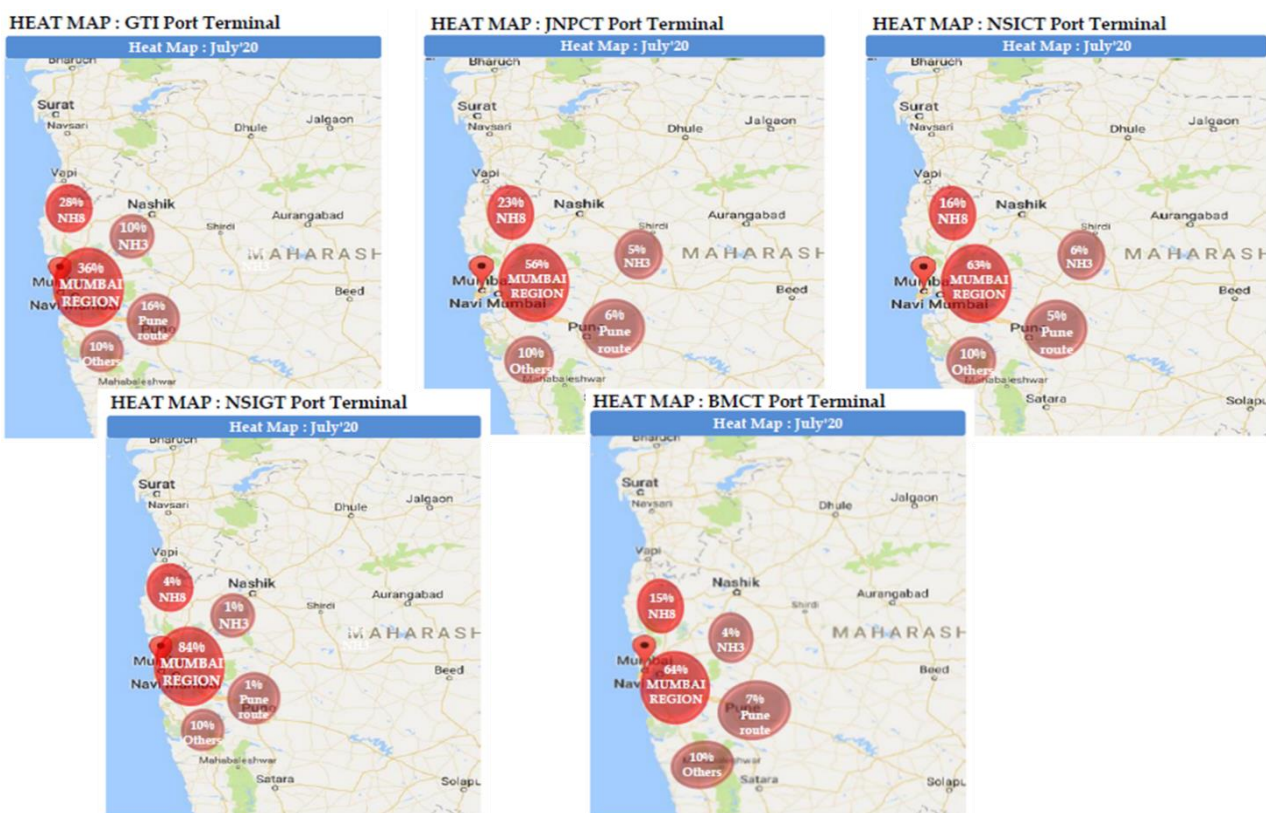 HEAT MAP : GTI Port Terminal
Heat Map : July'20
Bharuch
Surat
Navsari
Dhule
Jalgaon
Vapi
28%
NH8
Nashik
10%
NH3
Shirdi
Aurangabad
MAHARASH
36%
MUMBAI
REGION
Beed
16%
Pune
route
10%
Others
Mahabaleshwar
HEAT MAP : JNPCT Port Terminal
Heat Map : July'20
Bharuch
Surat
Navsari
Dhule
Jalgaon
Vapi
23%
NH8
Nashik
Shirdi
Aurangabad
5%
NH3
MAHARASH
56%
MUMBAI
REGION
Mumba
Navi Mumbai
Beed
6%
Pune
route
10%
Others
Mahabaleshwar
HEAT MAP : NSICT Port Terminal
Heat Map : July'20
Bharuch
Surat
Navsari
Dhule
Jalgaon
Vapi
16%
NH8
Nashik
Shirdi
Aurangabad
6%
NH3
MAHARASH
63%
MUMBAI
REGION
Mumba
Navi Mumbai
Beed
5%
Pune
route
10%
Others
Mahabaleshwar
Satara
Solapu
HEAT MAP : NSIGT Port Terminal
Heat Map : July'20
Bharuch
Surat
Navsari
Dhule
Jalgaon
Vapi
4%
NH8
Nashik
1%
NH3
Shirdi
Aurangabad
MAHARASH
NH3
84%
MUMBAI
REGION
Beed
1%
Pune
route
10%
Others
Mahabaleshwar
Satara
Solapu
HEAT MAP : BMCT Port Terminal
Heat Map : July'20
Bharuch
Surat
Navsari
Dhule
Jalgaon
Vapi
15%
NH8
Nashik
4%
NH3
Shirdi
Aurangabad
MAHARASH
Mumbai
64%
MUMBAI
REGION
Beed
7%
Pune
route
10%
Others
Satara
Solapu